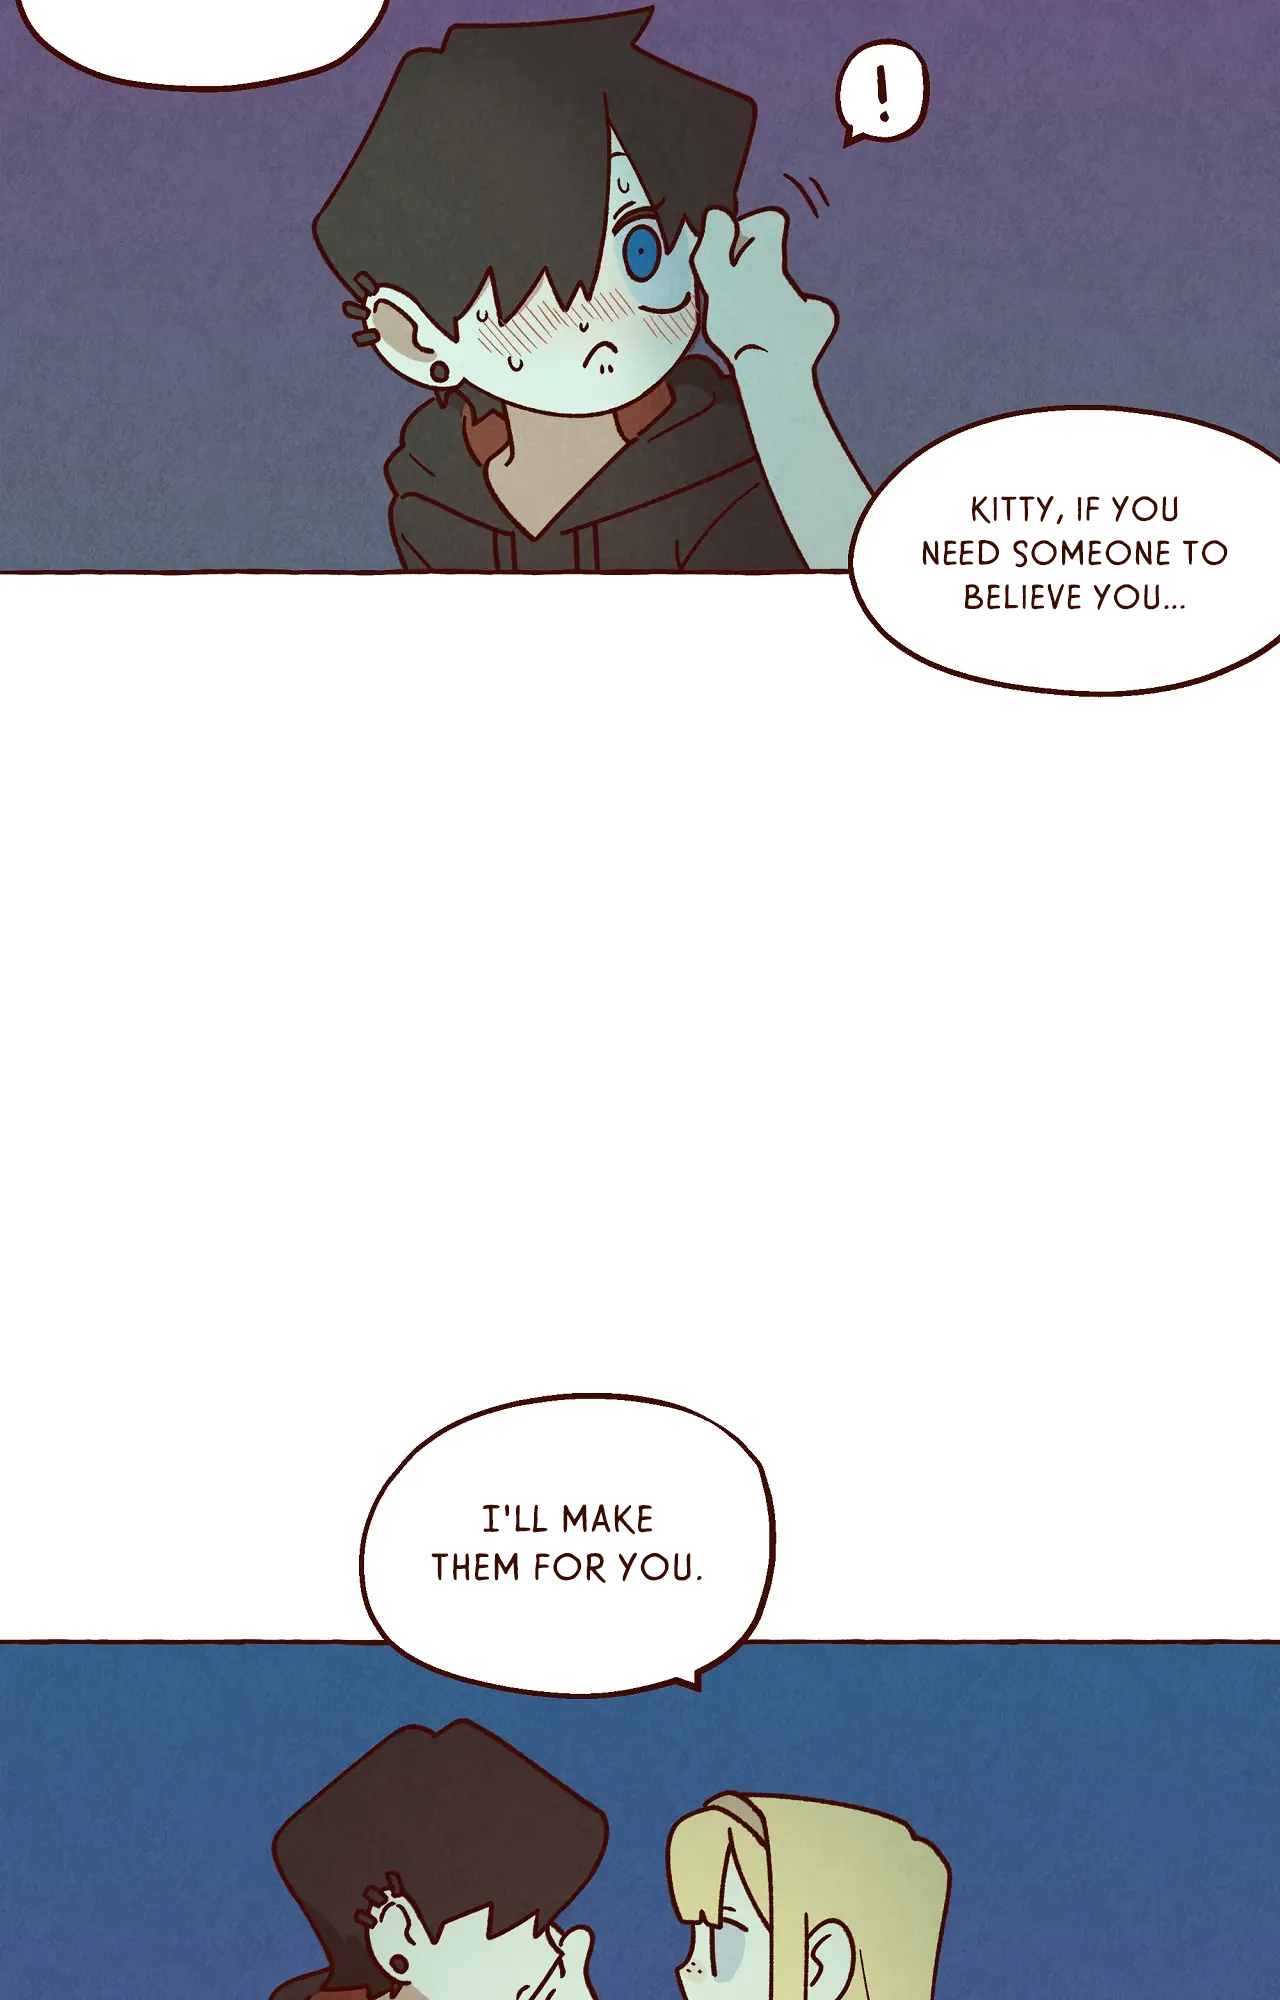 !
KITTY, IF YOU
NEED SOMEONE TO
BELIEVE YOU...
I'LL MAKE
THEM FOR YOU.